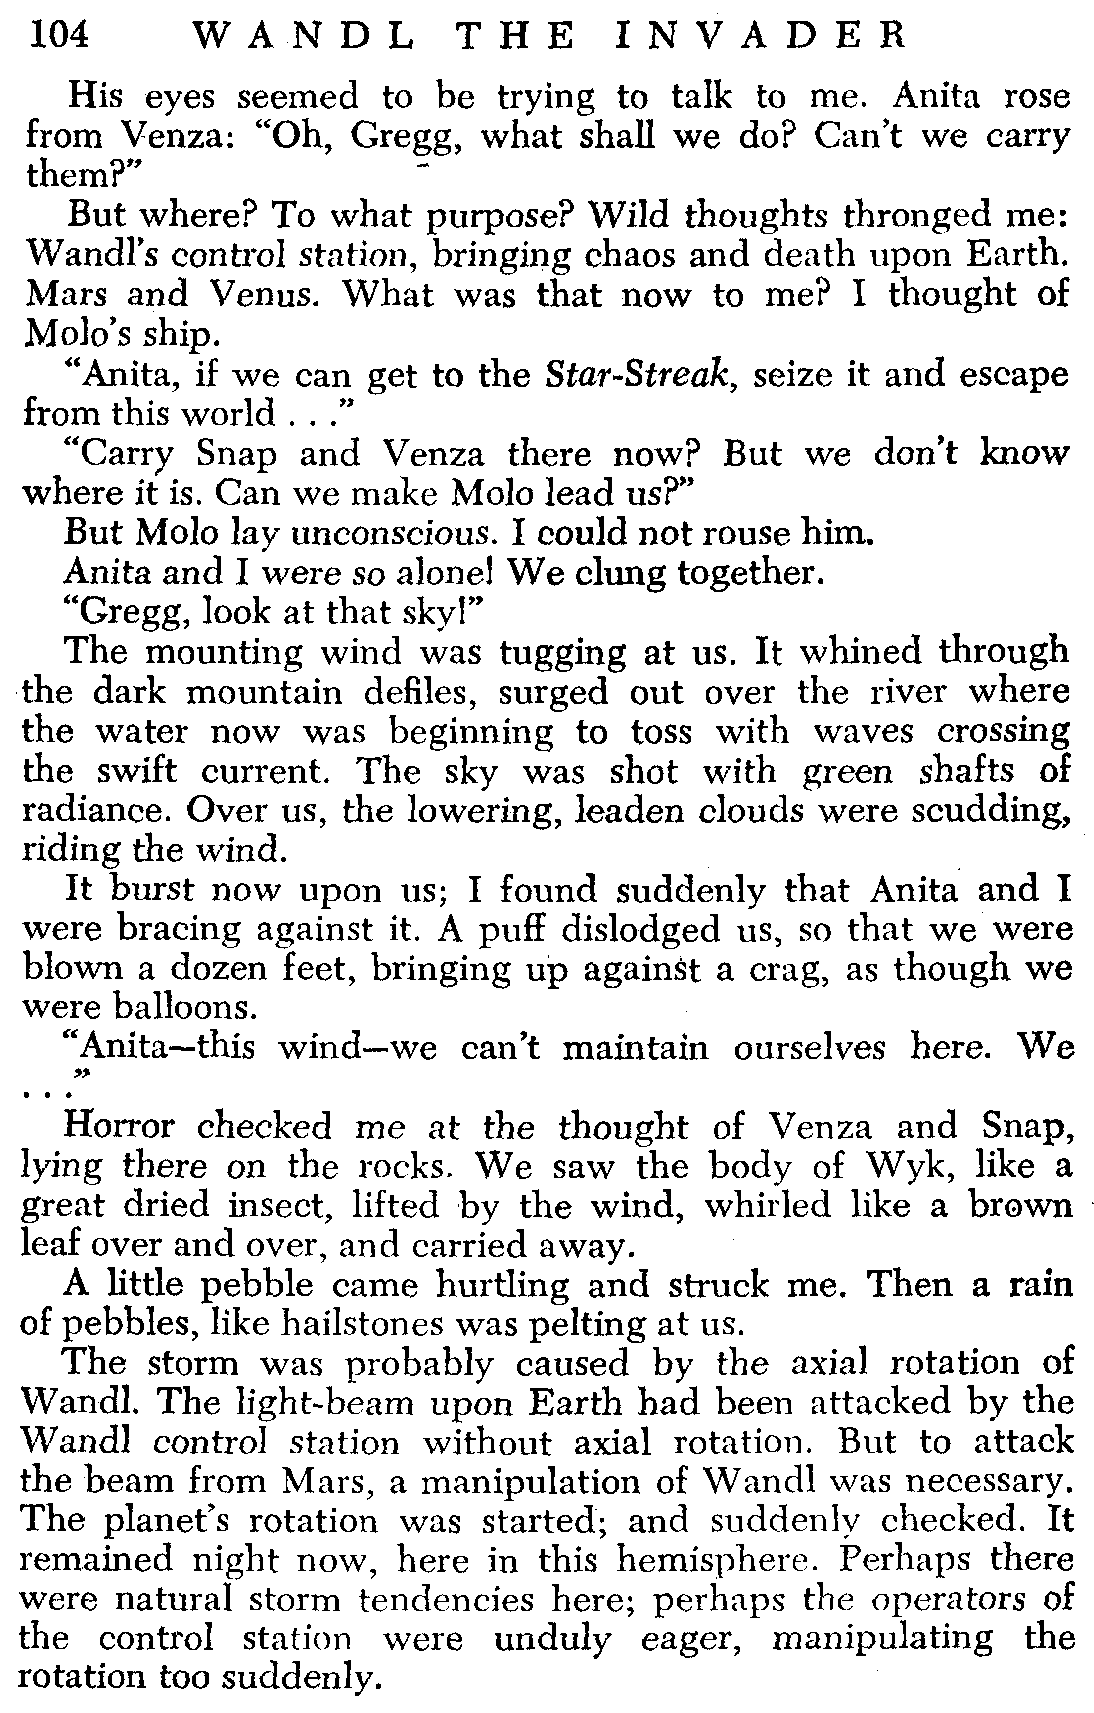 104 WANDL THE INVADER
His eyes seemed to be trying to talk to me. Anita rose
from Venza: “Oh, Gregg, what shall we do? Can’t we carry
them?”
But where? To what purpose? Wild thoughts thronged me:
Wandl’s control station, bringing chaos and death upon Earth.
Mars and Venus. What was that now to me? I thought of
Molo’s ship.
“Anita, if we can get to the Star-Streak, seize it and escape
from this world . . .”
“Carry Snap and Venza there now? But we don’t know
where it is. Can we make Molo lead us?”
But Molo lay unconscious. I could not rouse him.
Anita and I were so alone! We clung together.
“Gregg, look at that sky!”
The mounting wind was tugging at us. It whined through
the dark mountain defiles, surged out over the river where
the water now was beginning to toss with waves crossing
the swift current. The sky was shot with green shafts of
radiance. Over us, the lowering, leaden clouds were scudding,
riding the wind.
It burst now upon us; I found suddenly that Anita and I
were bracing against it. A puff dislodged us, so that we were
blown a dozen feet, bringing up against a crag, as though we
were balloons.
“Anita—this wind—we can’t maintain ourselves here. We
. . .”
Horror checked me at the thought of Venza and Snap,
lying there on the rocks. We saw the body of Wyk, like a
great dried insect, lifted by the wind, whirled like a brown
leaf over and over, and carried away.
A little pebble came hurtling and struck me. Then a rain
of pebbles, like hailstones was pelting at us.
The storm was probably caused by the axial rotation of
Wandl. The light-beam upon Earth had been attacked by the
Wandl control station without axial rotation. But to attack
the beam from Mars, a manipulation of Wandl was necessary.
The planet’s rotation was started; and suddenly checked. It
remained night now, here in this hemisphere. Perhaps there
were natural storm tendencies here; perhaps the operators of
the control station were unduly eager, manipulating the
rotation too suddenly.